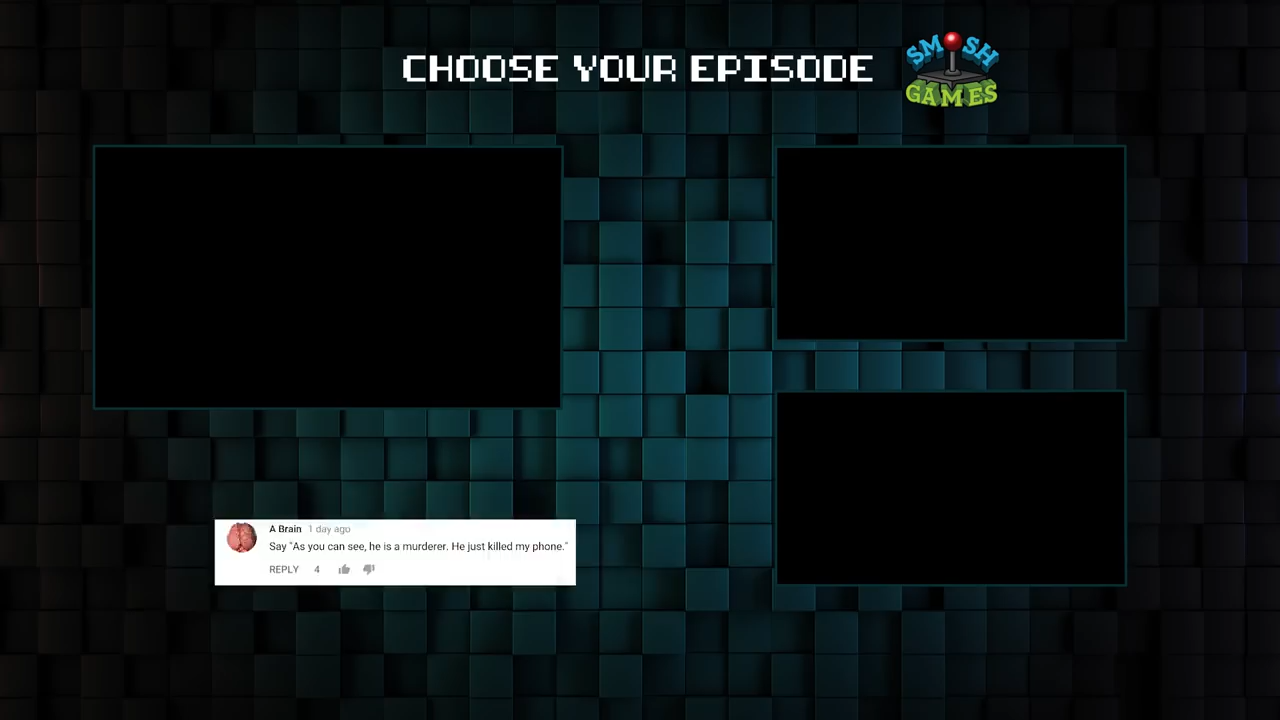 CHOOSE YOUR EPISODE
SMOSH
GAMES
A Brain 1 day ago
Say "As you can see, he is a murderer. He just killed my phone."
REPLY 4